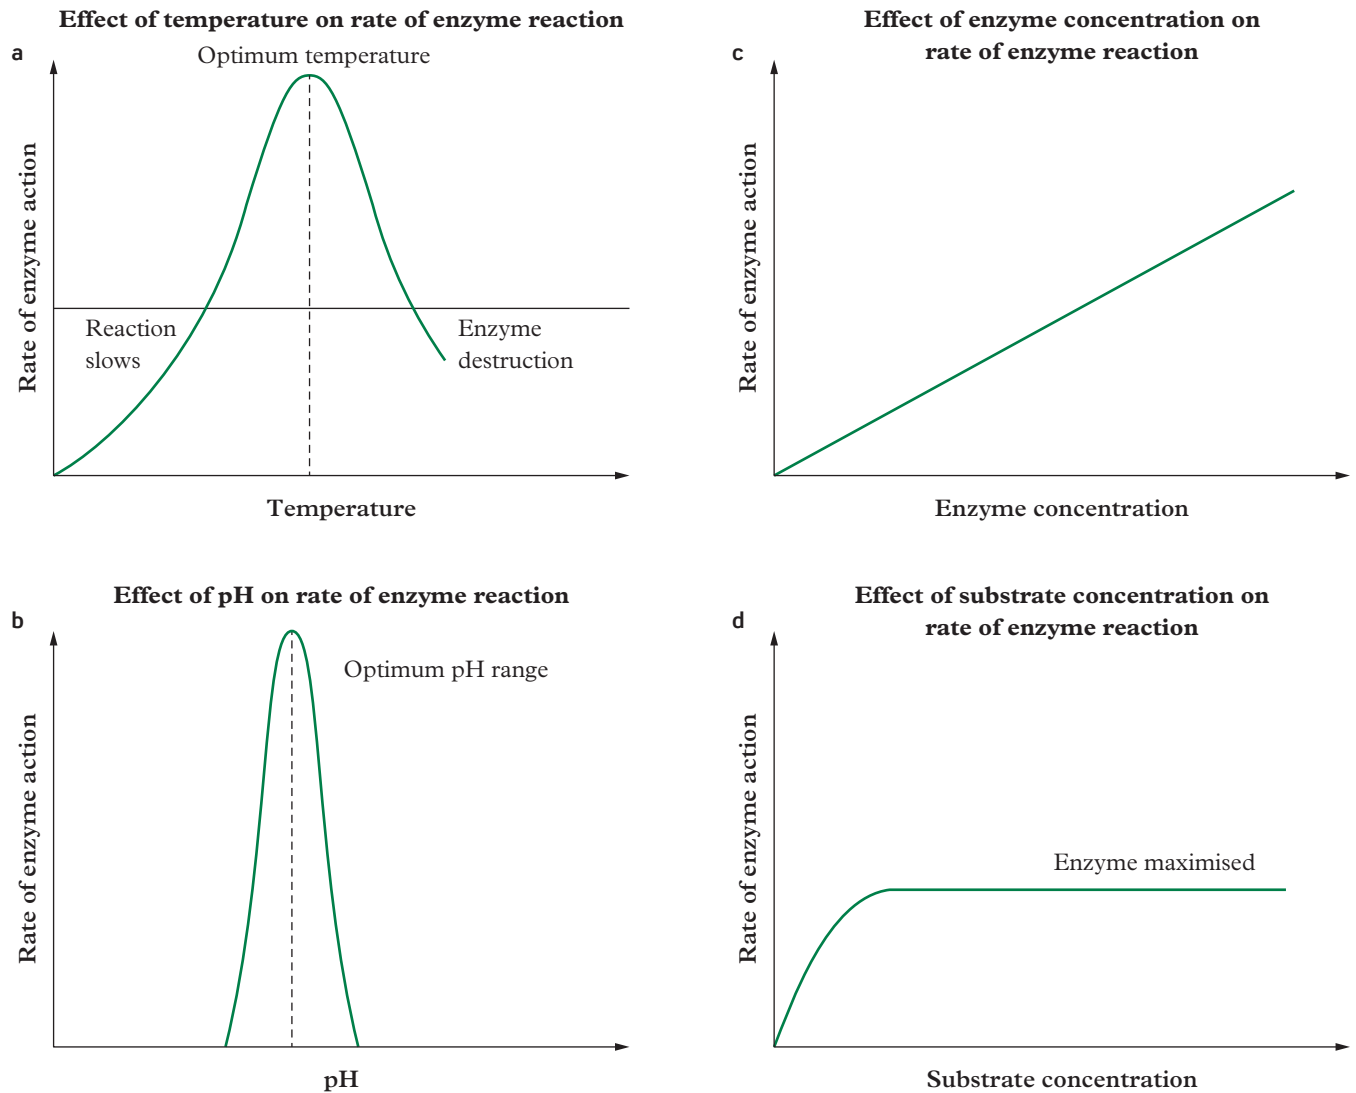 Effect of temperature on rate of enzyme reaction
a
Optimum temperature
Rate of enzyme action
Reaction
slows
Enzyme
destruction
Temperature
Effect of enzyme concentration on
rate of enzyme reaction
c
Rate of enzyme action
Enzyme concentration
Effect of pH on rate of enzyme reaction
b
Optimum pH range
Rate of enzyme action
pH
Effect of substrate concentration on
rate of enzyme reaction
d
Rate of enzyme action
Enzyme maximised
Substrate concentration